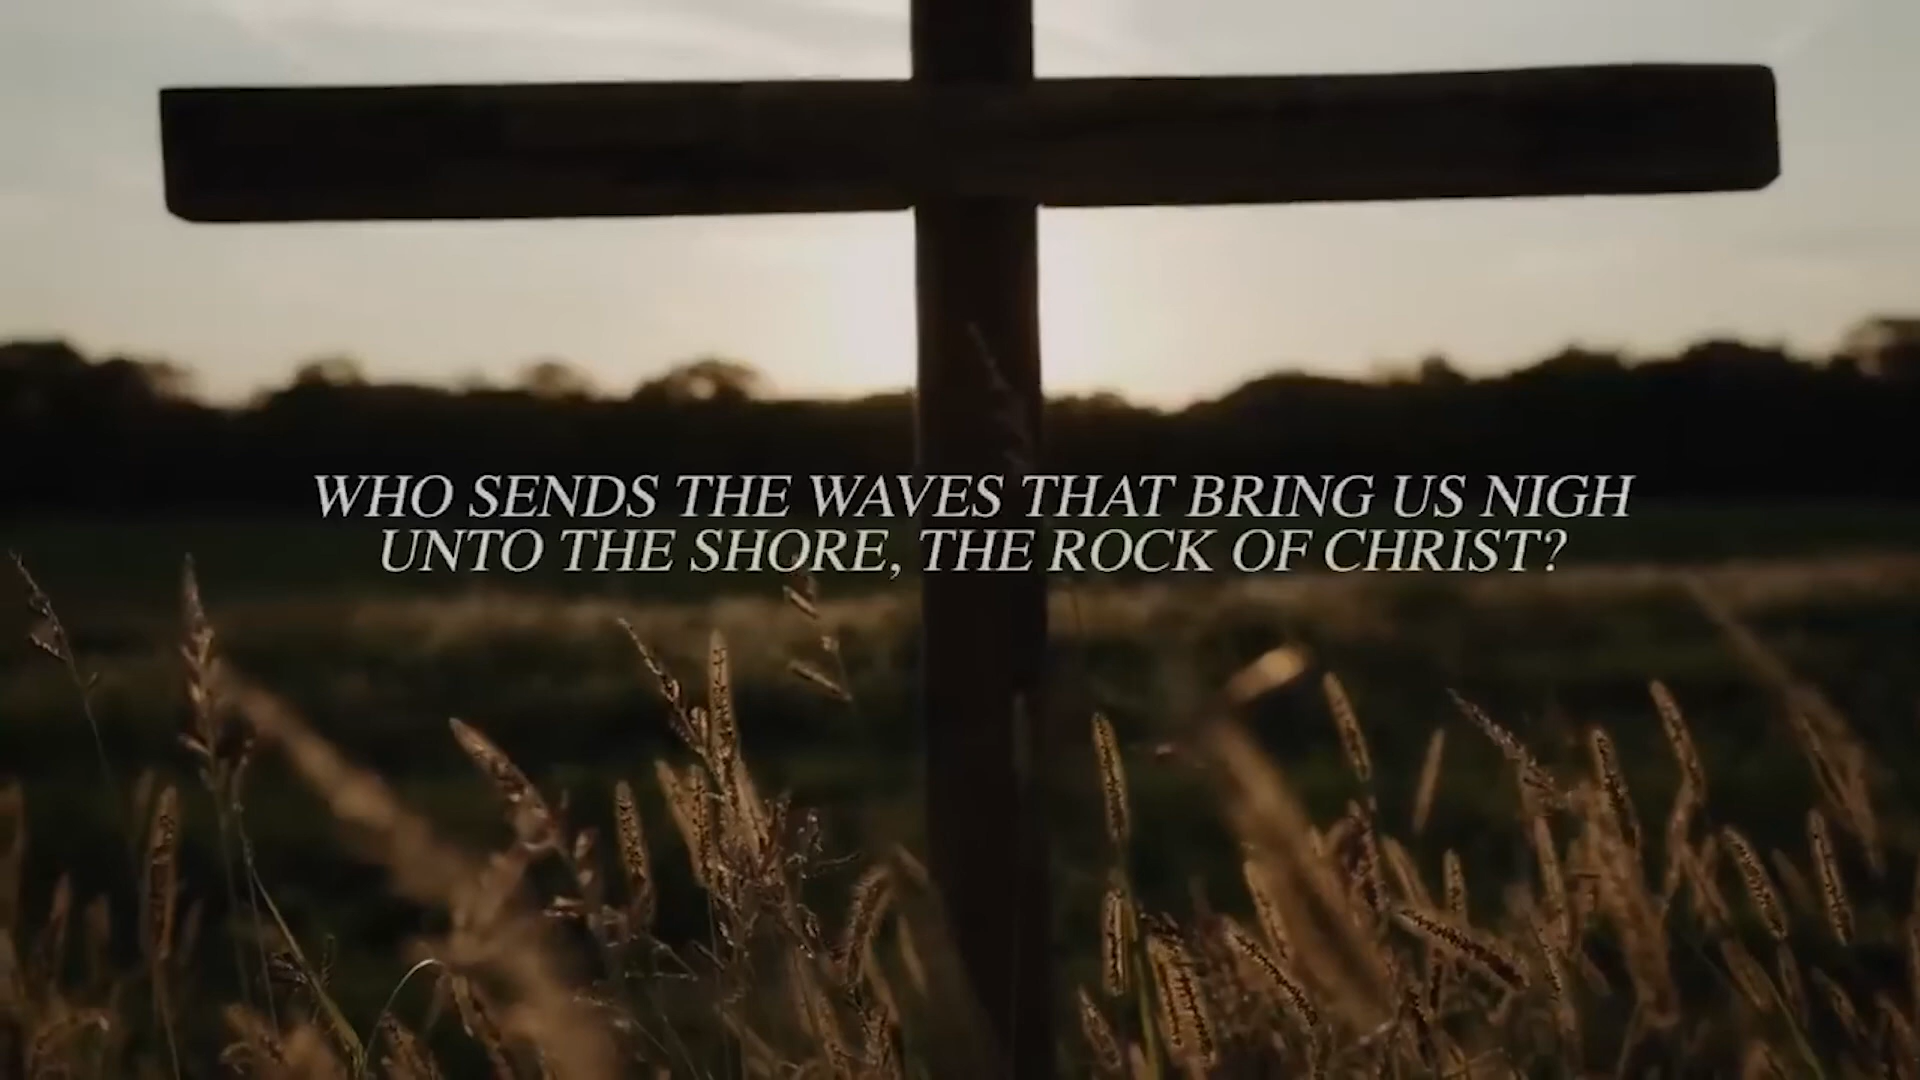 WHO SENDS THE WAVES THAT BRING US NIGH
UNTO THE SHORE, THE ROCK OF CHRIST?